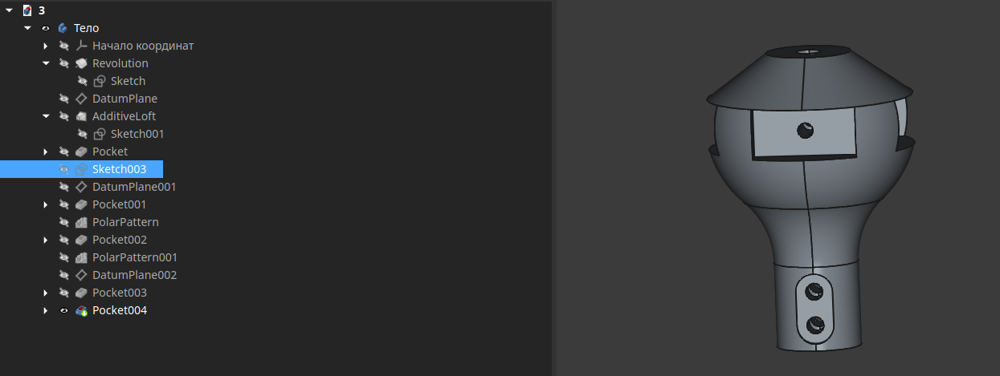 3
Тело
Начало координат
Revolution
Sketch
DatumPlane
AdditiveLoft
Sketch001
Pocket
Sketch003
DatumPlane001
Pocket001
PolarPattern
Pocket002
PolarPattern001
DatumPlane002
Pocket003
Pocket004